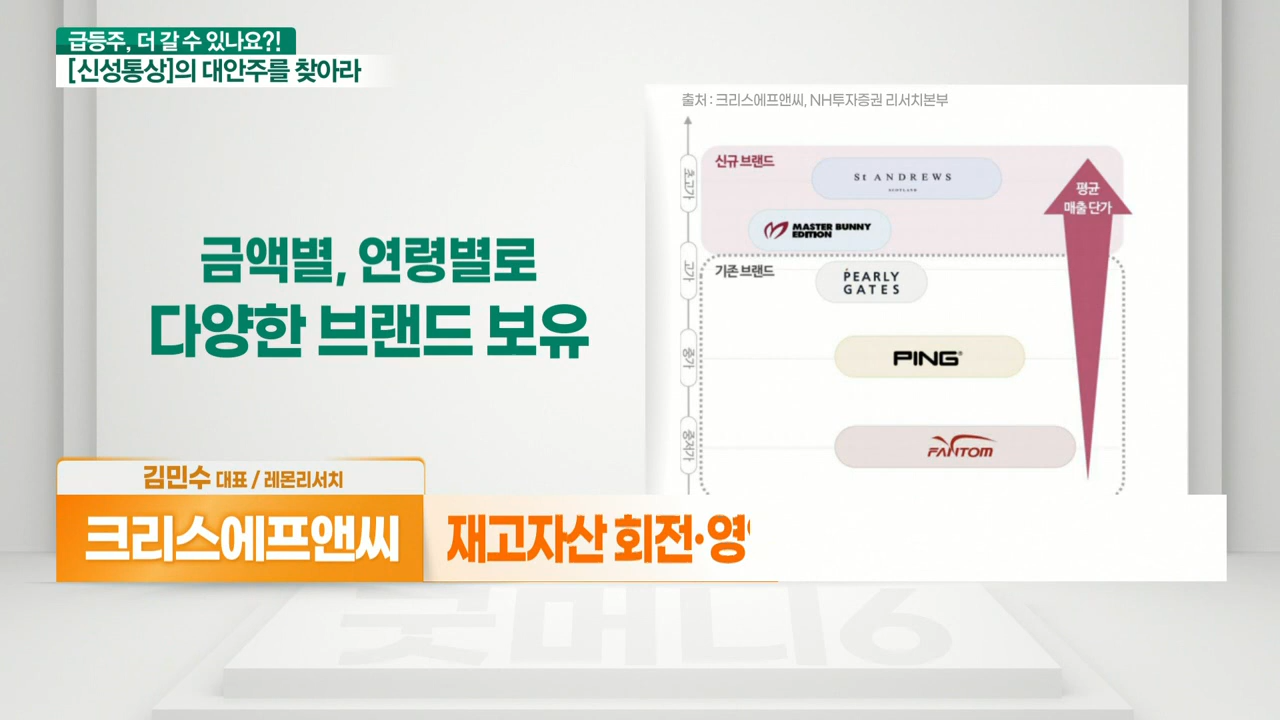 급등주, 더 갈 수 있나요?!
[신성통상]의 대안주를 찾아라
출처 : 크리스에프앤씨, NH투자증권 리서치본부
금액별, 연령별로
다양한 브랜드 보유
초고가
고가
중가
중저가
신규 브랜드
St ANDREWS
SCOTLAND
MASTER BUNNY
EDITION
기존 브랜드
PEARLY
GATES
PING
FANTOM
평균
매출 단가
김민수 대표 / 레몬리서치
크리스에프앤씨
재고자산 회전·영
굿머니6